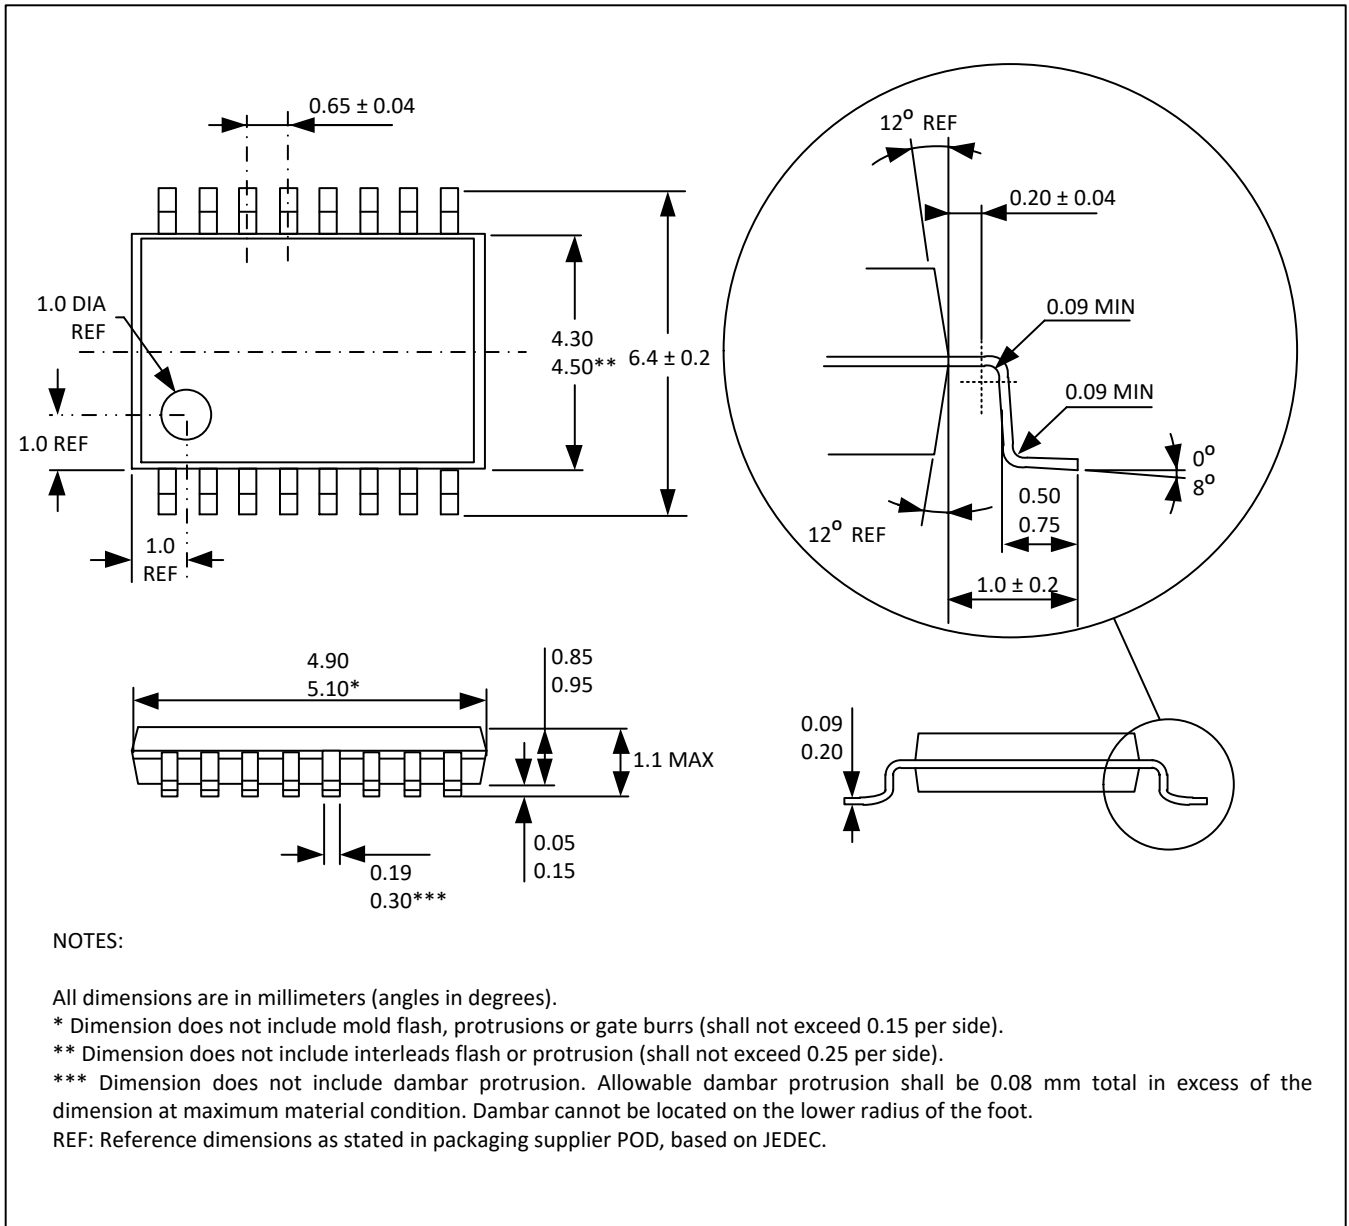 0.65 ± 0.04
12° REF
0.20 ± 0.04
1.0 DIA
REF
4.30
4.50**
6.4 ± 0.2
0.09 MIN
0.09 MIN
1.0 REF
0°
8°
0.50
0.75
12° REF
1.0
REF
1.0 ± 0.2
4.90
5.10*
0.85
0.95
1.1 MAX
0.09
0.20
0.05
0.15
0.19
0.30***
NOTES:
All dimensions are in millimeters (angles in degrees).
* Dimension does not include mold flash, protrusions or gate burrs (shall not exceed 0.15 per side).
** Dimension does not include interleads flash or protrusion (shall not exceed 0.25 per side).
*** Dimension does not include dambar protrusion. Allowable dambar protrusion shall be 0.08 mm total in excess of the
dimension at maximum material condition. Dambar cannot be located on the lower radius of the foot.
REF: Reference dimensions as stated in packaging supplier POD, based on JEDEC.